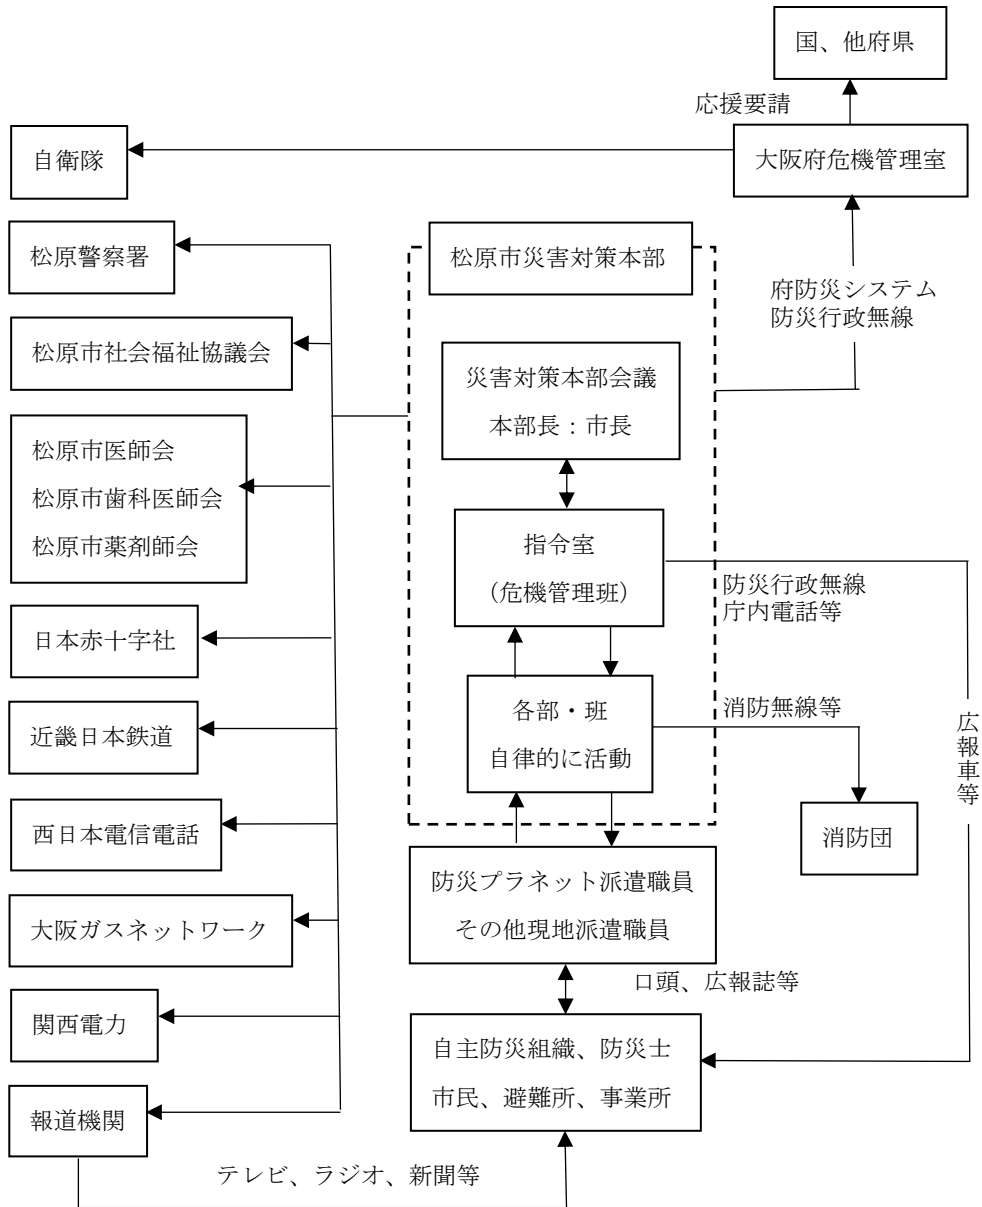 国、他府県
応援要請
自衛隊
大阪府危機管理室
松原警察署
松原市災害対策本部
府防災システム
防災行政無線
松原市社会福祉協議会
災害対策本部会議
本部長：市長
松原市医師会
松原市歯科医師会
松原市薬剤師会
指令室
（危機管理班）
防災行政無線
庁内電話等
日本赤十字社
各部・班
自律的に活動
消防無線等
広報車等
近畿日本鉄道
西日本電信電話
消防団
防災プラネット派遣職員
その他現地派遣職員
大阪ガスネットワーク
口頭、広報誌等
関西電力
自主防災組織、防災士
市民、避難所、事業所
報道機関
テレビ、ラジオ、新聞等